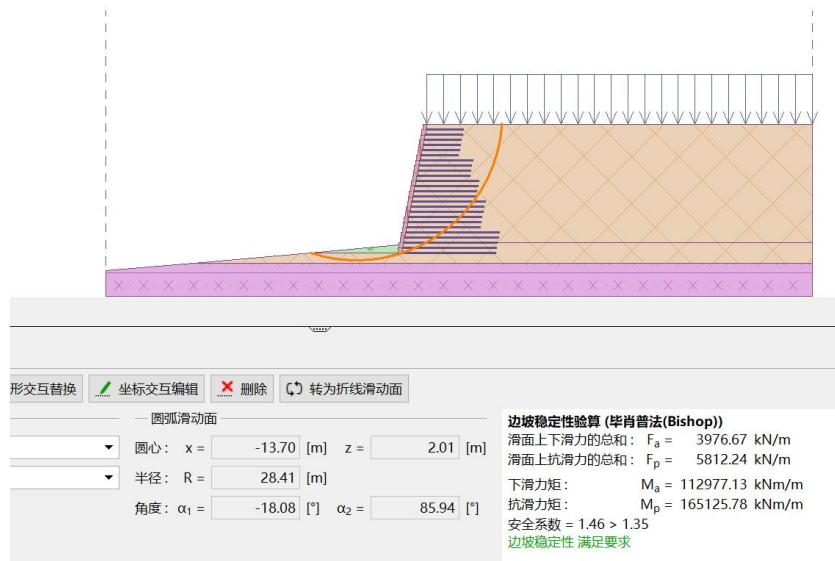 形交互替换 坐标交互编辑 删除 转为折线滑动面
圆弧滑动面
圆心： x = -13.70 [m] z = 2.01 [m]
半径： R = 28.41 [m]
角度： α₁ = -18.08 [°] α₂ = 85.94 [°]
边坡稳定性验算 (毕肖普法(Bishop))
滑面上下滑力的总和： Fₐ = 3976.67 kN/m
滑面上抗滑力的总和： Fₚ = 5812.24 kN/m
下滑力矩： Mₐ = 112977.13 kNm/m
抗滑力矩： Mₚ = 165125.78 kNm/m
安全系数 = 1.46 > 1.35
边坡稳定性 满足要求